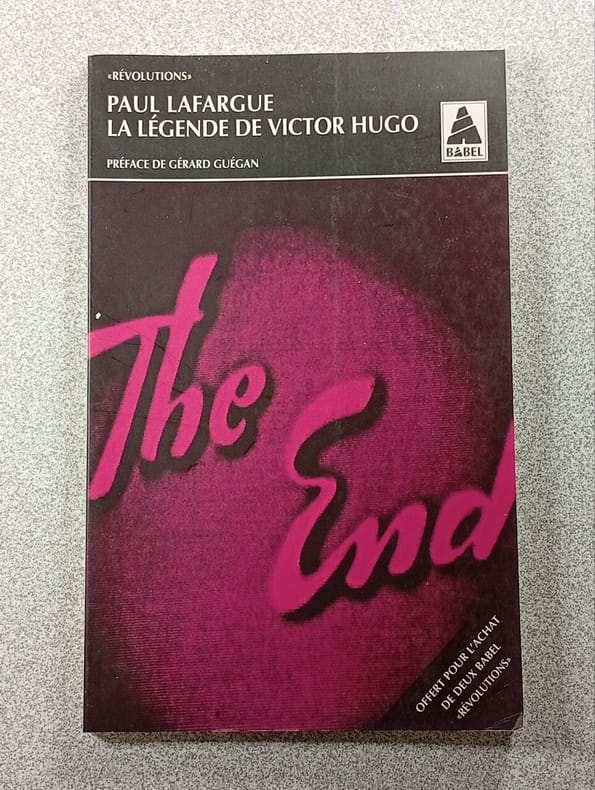 «RÉVOLUTIONS»
PAUL LAFARGUE
LA LÉGENDE DE VICTOR HUGO
BABEL
PRÉFACE DE GÉRARD GUÉGAN
The
End
OFFERT POUR L'ACHAT
DE DEUX BABEL
«RÉVOLUTIONS»